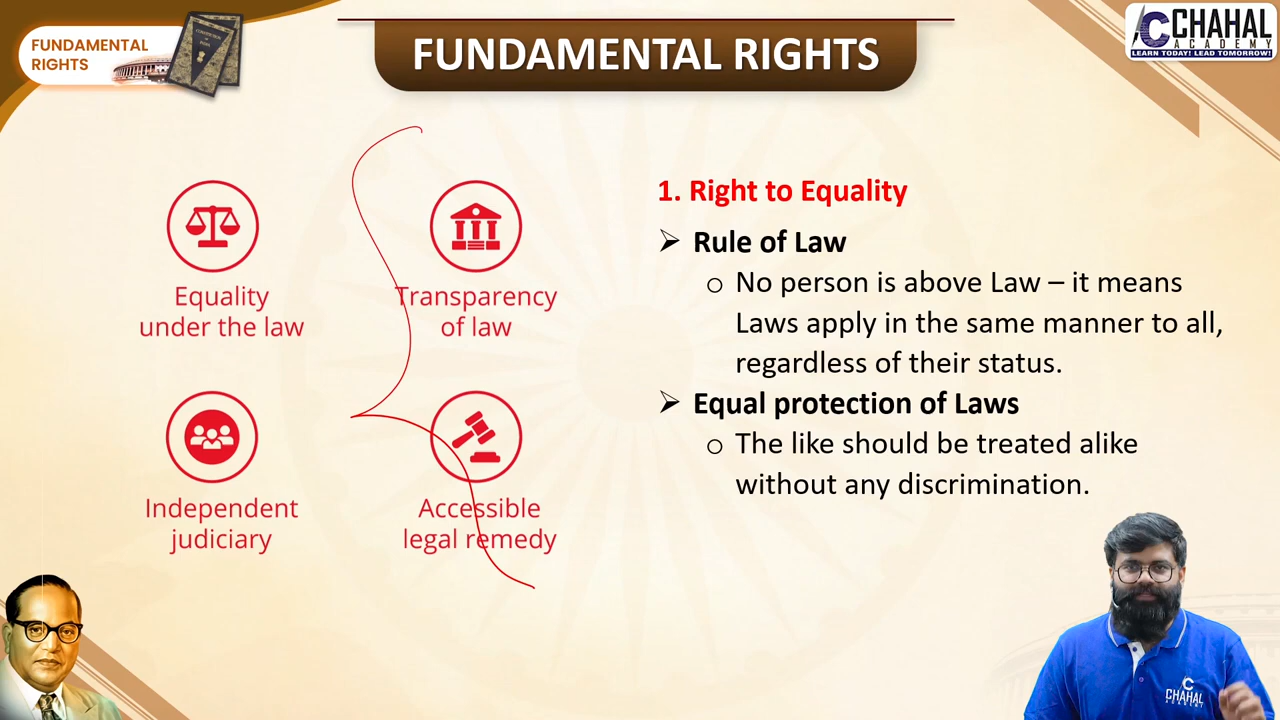 FUNDAMENTAL
RIGHTS
FUNDAMENTAL RIGHTS
CHAHAL
ACADEMY
LEARN TODAY! LEAD TOMORROW!
Equality
under the law
Transparency
of law
Independent
judiciary
Accessible
legal remedy
1. Right to Equality
➢ Rule of Law
o No person is above Law – it means
Laws apply in the same manner to all,
regardless of their status.
➢ Equal protection of Laws
o The like should be treated alike
without any discrimination.
CHAHAL
ACADEMY